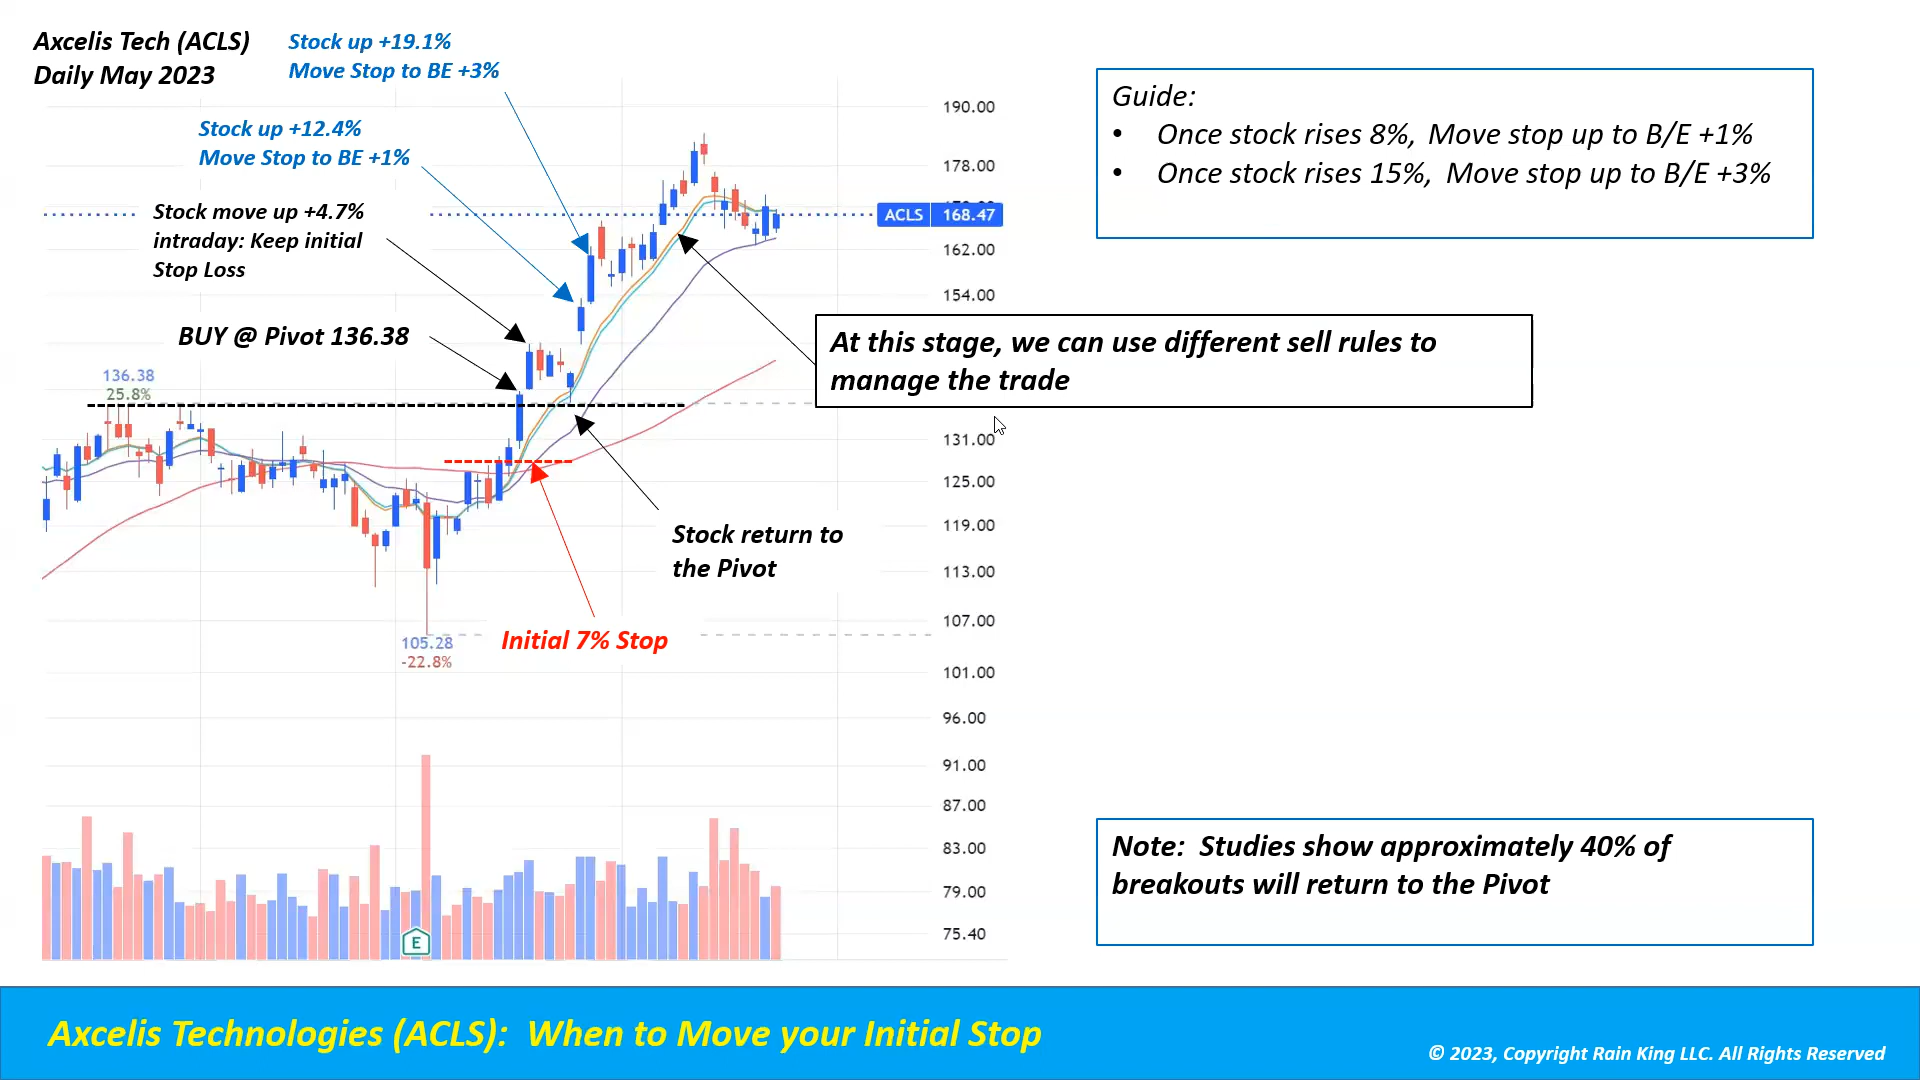 Axcelis Tech (ACLS)
Daily May 2023
Stock up +19.1%
Move Stop to BE +3%
Stock up +12.4%
Move Stop to BE +1%
Stock move up +4.7%
intraday: Keep initial
Stop Loss
BUY @ Pivot 136.38
136.38
25.8%
105.28
-22.8%
Initial 7% Stop
Stock return to
the Pivot
At this stage, we can use different sell rules to
manage the trade
190.00
178.00
ACLS 168.47
162.00
154.00
131.00
125.00
119.00
113.00
107.00
101.00
96.00
91.00
87.00
83.00
79.00
75.40
E
Guide:
• Once stock rises 8%, Move stop up to B/E +1%
• Once stock rises 15%, Move stop up to B/E +3%
Note: Studies show approximately 40% of
breakouts will return to the Pivot
Axcelis Technologies (ACLS): When to Move your Initial Stop
© 2023, Copyright Rain King LLC. All Rights Reserved